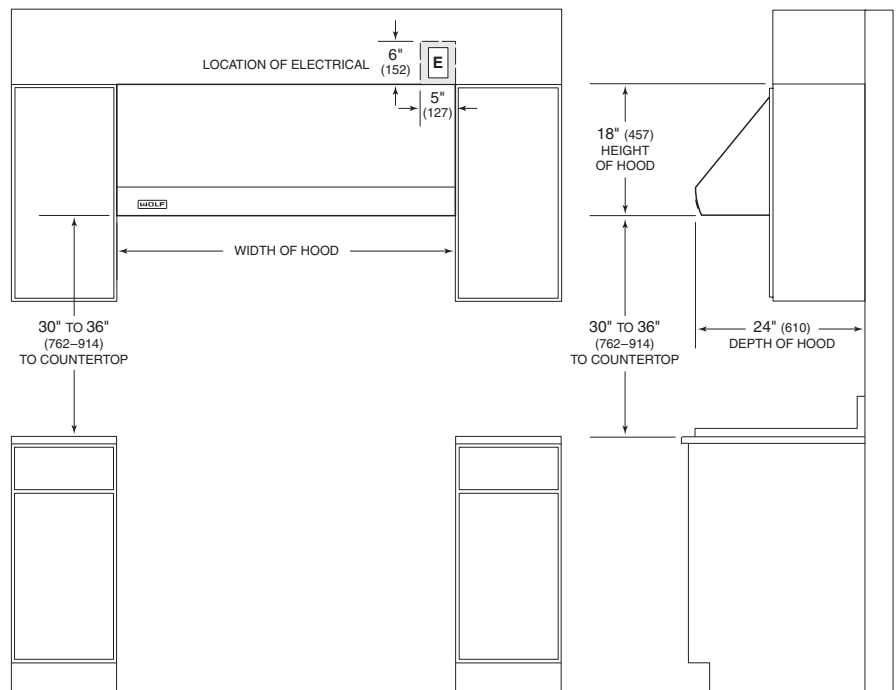 LOCATION OF ELECTRICAL
6"
(152)
E
5"
(127)
WOLF
WIDTH OF HOOD
30" TO 36"
(762–914)
TO COUNTERTOP
18" (457)
HEIGHT
OF HOOD
30" TO 36"
(762–914)
TO COUNTERTOP
24" (610)
DEPTH OF HOOD